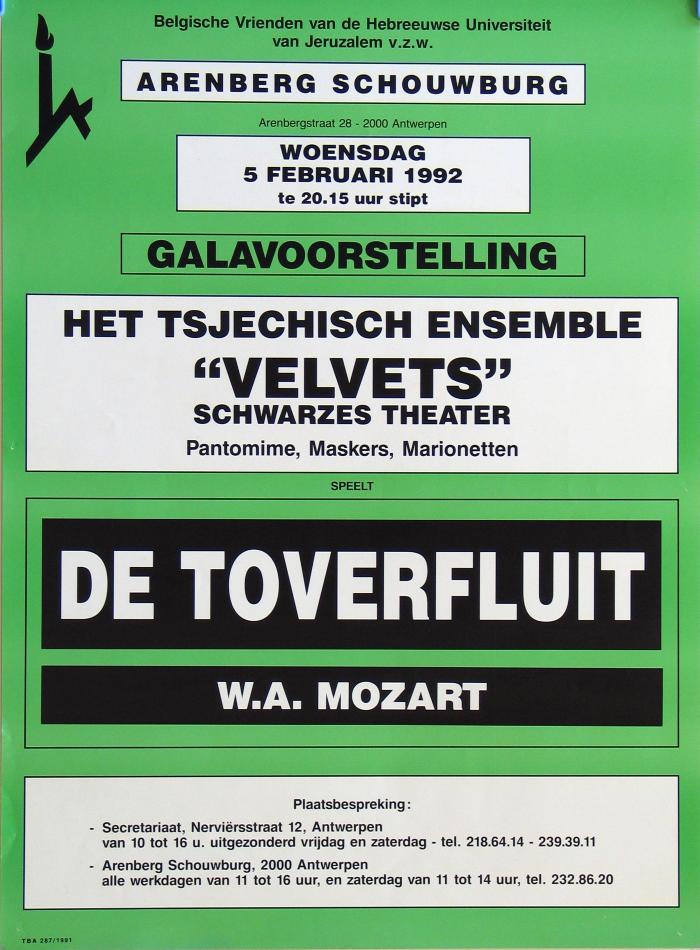 Belgische Vrienden van de Hebreeuwse Universiteit
van Jeruzalem v.z.w.
ARENBERG SCHOUWBURG
Arenbergstraat 28 - 2000 Antwerpen
WOENSDAG
5 FEBRUARI 1992
te 20.15 uur stipt
GALAVOORSTELLING
HET TSJECHISCH ENSEMBLE
“VELVETS”
SCHWARZES THEATER
Pantomime, Maskers, Marionetten
SPEELT
DE TOVERFLUIT
W.A. MOZART
Plaatsbespreking:
- Secretariaat, Nerviërsstraat 12, Antwerpen
van 10 tot 16 u. uitgezonderd vrijdag en zaterdag - tel. 218.64.14 - 239.39.11
- Arenberg Schouwburg, 2000 Antwerpen
alle werkdagen van 11 tot 16 uur, en zaterdag van 11 tot 14 uur, tel. 232.86.20
TBA 287/1991